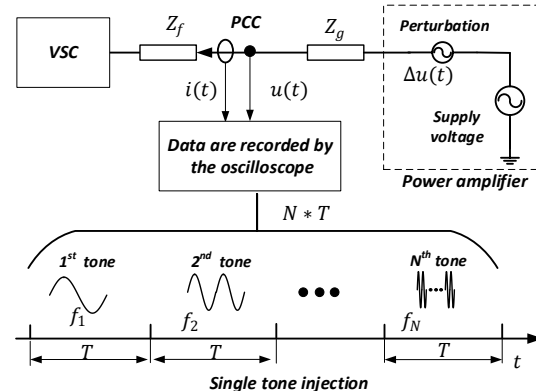 VSC
Z_f
PCC
Z_g
Perturbation
Δu(t)
i(t)
u(t)
Supply
voltage
Data are recorded by
the oscilloscope
Power amplifier
N * T
1st tone
2nd tone
Nth tone
f_1
f_2
f_N
T
T
T
t
Single tone injection